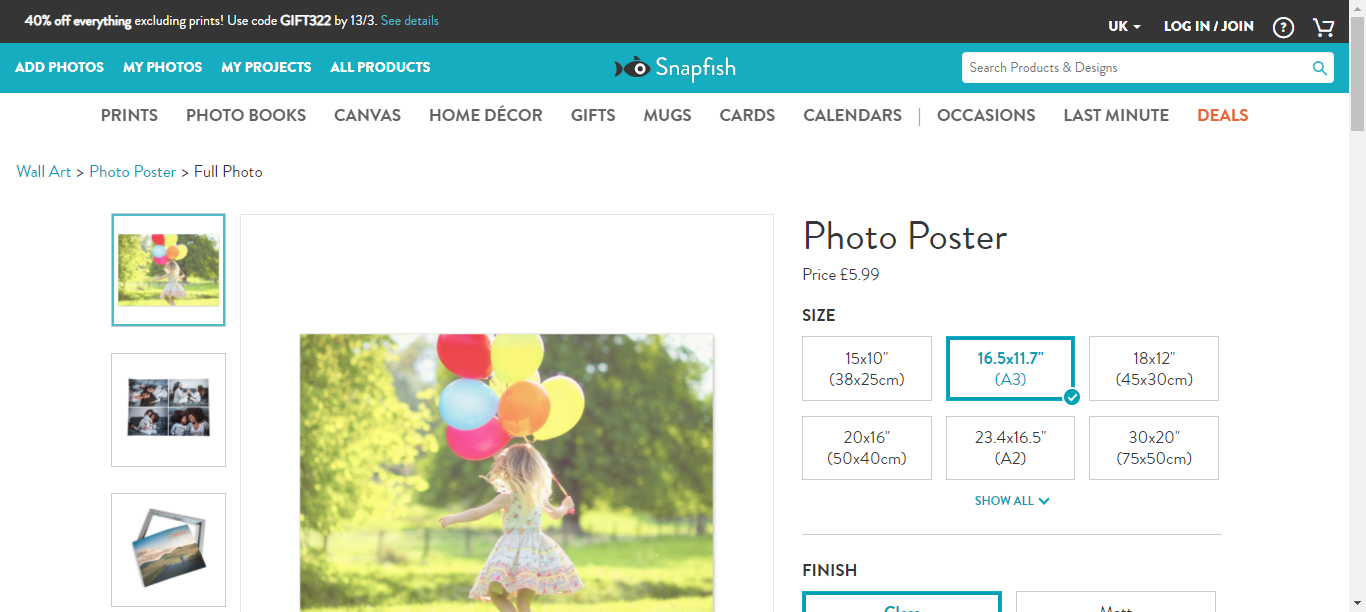 40% off everything excluding prints! Use code GIFT322 by 13/3. See details
UK
LOG IN / JOIN
?
ADD PHOTOS
MY PHOTOS
MY PROJECTS
ALL PRODUCTS
Snapfish
Search Products & Designs
PRINTS
PHOTO BOOKS
CANVAS
HOME DÉCOR
GIFTS
MUGS
CARDS
CALENDARS
|
OCCASIONS
LAST MINUTE
DEALS
Wall Art > Photo Poster > Full Photo
Photo Poster
Price £5.99
SIZE
15x10"
(38x25cm)
16.5x11.7"
(A3)
18x12"
(45x30cm)
20x16"
(50x40cm)
23.4x16.5"
(A2)
30x20"
(75x50cm)
SHOW ALL
FINISH
Gloss
Matt